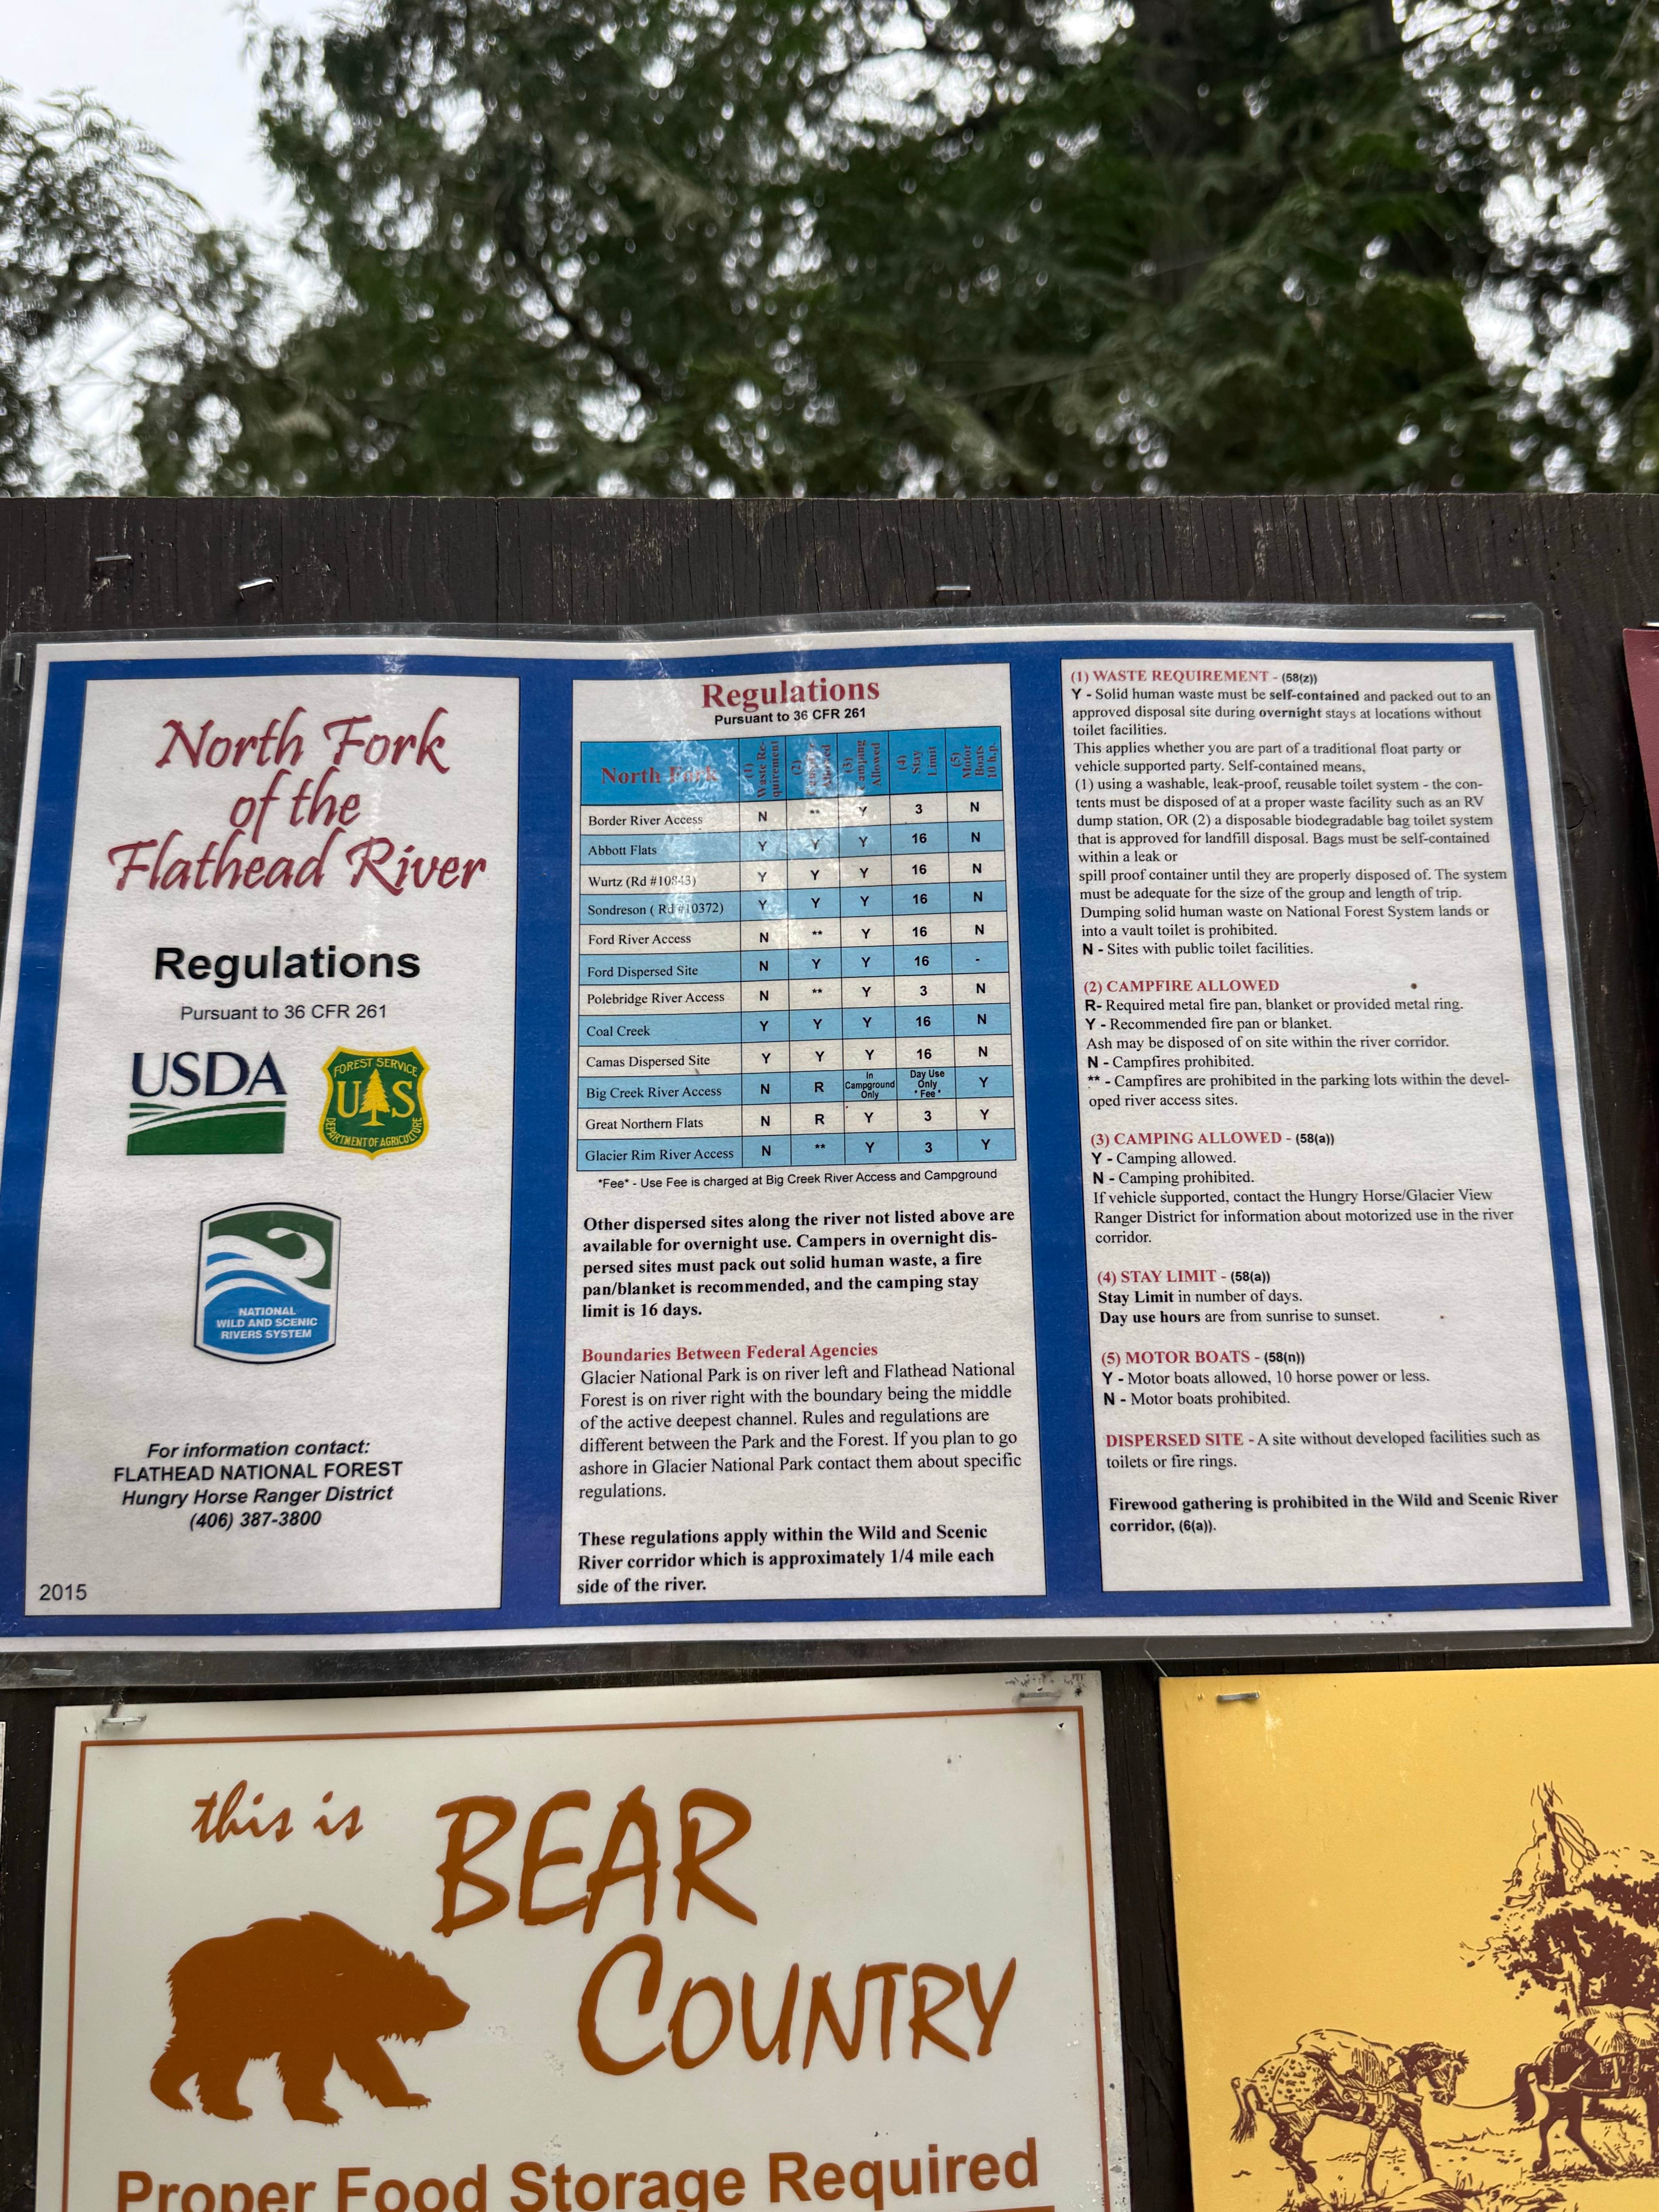 North Fork
of the
Flathead River
Regulations
Pursuant to 36 CFR 261
USDA
FOREST SERVICE
U S
DEPARTMENT OF AGRICULTURE
NATIONAL
WILD AND SCENIC
RIVERS SYSTEM
For information contact:
FLATHEAD NATIONAL FOREST
Hungry Horse Ranger District
(406) 387-3800
2015
Regulations
Pursuant to 36 CFR 261
North Fork (1) Waste Re-quirement (2) Campfire Allowed (3) Camping Allowed (4) Stay Limit (5) Motor Boats 10 h.p.
Border River Access N ** Y 3 N
Abbott Flats Y Y Y 16 N
Wurtz (Rd #10843) Y Y Y 16 N
Sondreson ( Rd #10372) Y Y Y 16 N
Ford River Access N ** Y 16 N
Ford Dispersed Site N Y Y 16 -
Polebridge River Access N ** Y 3 N
Coal Creek Y Y Y 16 N
Camas Dispersed Site Y Y Y 16 N
Big Creek River Access N R In Campground Only Day Use Only *Fee* Y
Great Northern Flats N R Y 3 Y
Glacier Rim River Access N ** Y 3 Y
*Fee* - Use Fee is charged at Big Creek River Access and Campground
Other dispersed sites along the river not listed above are
available for overnight use. Campers in overnight dis-
persed sites must pack out solid human waste, a fire
pan/blanket is recommended, and the camping stay
limit is 16 days.
Boundaries Between Federal Agencies
Glacier National Park is on river left and Flathead National
Forest is on river right with the boundary being the middle
of the active deepest channel. Rules and regulations are
different between the Park and the Forest. If you plan to go
ashore in Glacier National Park contact them about specific
regulations.
These regulations apply within the Wild and Scenic
River corridor which is approximately 1/4 mile each
side of the river.
(1) WASTE REQUIREMENT - (58(z))
Y - Solid human waste must be self-contained and packed out to an
approved disposal site during overnight stays at locations without
toilet facilities.
This applies whether you are part of a traditional float party or
vehicle supported party. Self-contained means,
(1) using a washable, leak-proof, reusable toilet system - the con-
tents must be disposed of at a proper waste facility such as an RV
dump station, OR (2) a disposable biodegradable bag toilet system
that is approved for landfill disposal. Bags must be self-contained
within a leak or
spill proof container until they are properly disposed of. The system
must be adequate for the size of the group and length of trip.
Dumping solid human waste on National Forest System lands or
into a vault toilet is prohibited.
N - Sites with public toilet facilities.
(2) CAMPFIRE ALLOWED
R- Required metal fire pan, blanket or provided metal ring.
Y - Recommended fire pan or blanket.
Ash may be disposed of on site within the river corridor.
N - Campfires prohibited.
** - Campfires are prohibited in the parking lots within the devel-
oped river access sites.
(3) CAMPING ALLOWED - (58(a))
Y - Camping allowed.
N - Camping prohibited.
If vehicle supported, contact the Hungry Horse/Glacier View
Ranger District for information about motorized use in the river
corridor.
(4) STAY LIMIT - (58(a))
Stay Limit in number of days.
Day use hours are from sunrise to sunset.
(5) MOTOR BOATS - (58(n))
Y - Motor boats allowed, 10 horse power or less.
N - Motor boats prohibited.
DISPERSED SITE - A site without developed facilities such as
toilets or fire rings.
Firewood gathering is prohibited in the Wild and Scenic River
corridor, (6(a)).
this is BEAR
COUNTRY
Proper Food Storage Required